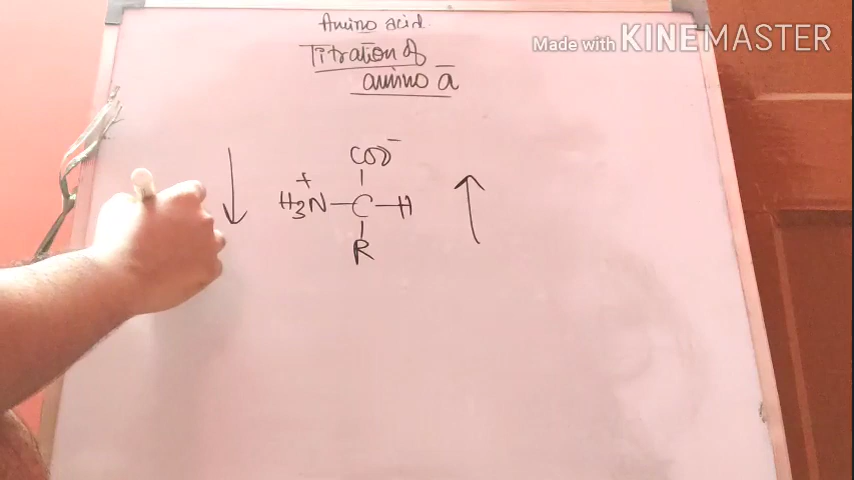 Amino acid.
Titration of
amino a̅
Made with KINEMASTER
COO⁻
+
H₃N—C—H
R